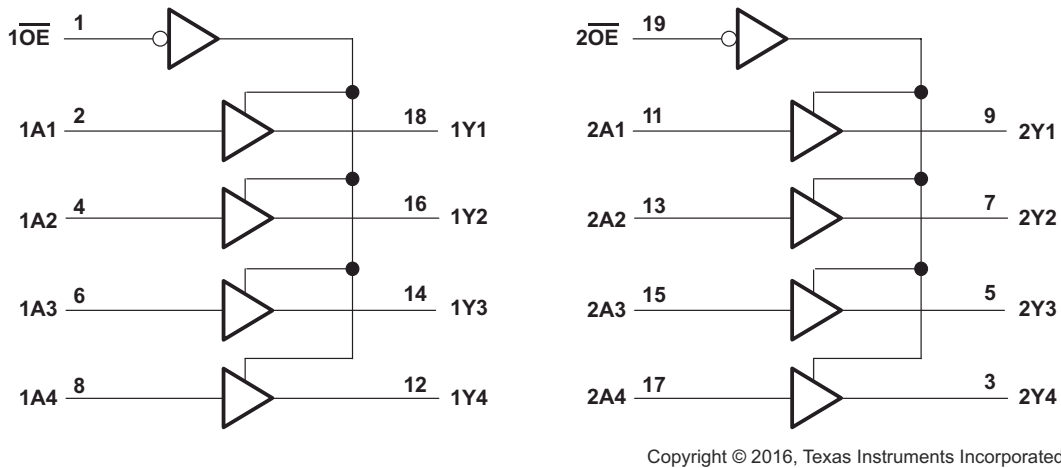 1OE 1
2 18
1A1 1Y1
4 16
1A2 1Y2
6 14
1A3 1Y3
8 12
1A4 1Y4
2OE 19
11 9
2A1 2Y1
13 7
2A2 2Y2
15 5
2A3 2Y3
17 3
2A4 2Y4
Copyright © 2016, Texas Instruments Incorporated